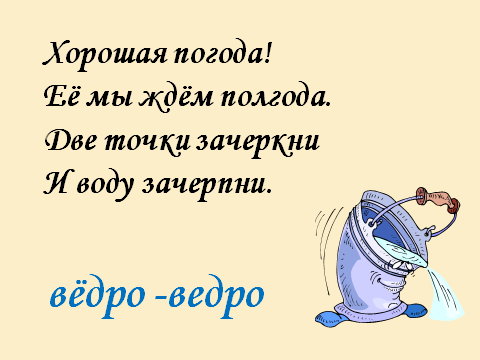 Хорошая погода!
Её мы ждём полгода.
Две точки зачеркни
И воду зачерпни.
вёдро -ведро